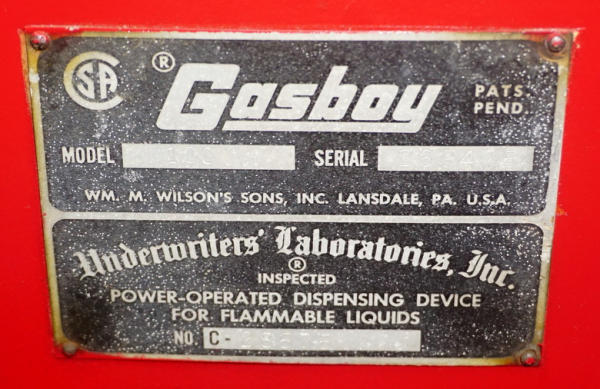 CSA ® Gasboy PATS PEND
MODEL SERIAL
WM. M. WILSON'S SONS, INC. LANSDALE, PA. U.S.A.
Underwriters' Laboratories, Inc.
®
INSPECTED
POWER-OPERATED DISPENSING DEVICE
FOR FLAMMABLE LIQUIDS
NO C-